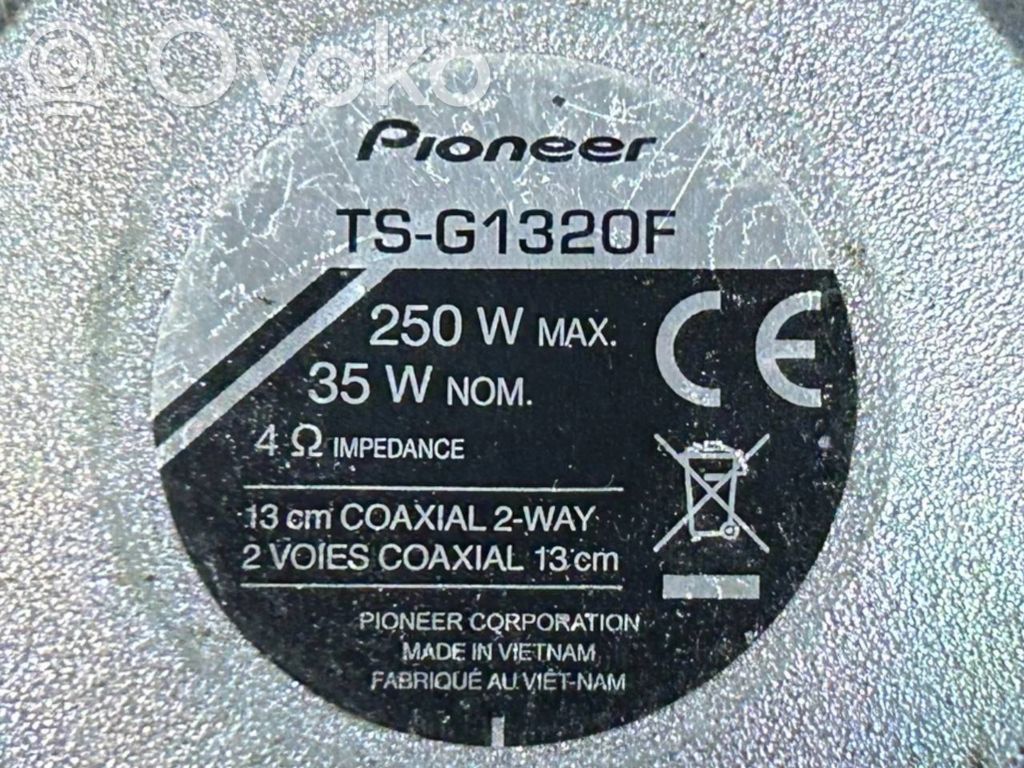 Ovoko
Pioneer
TS-G1320F
250 W MAX.
35 W NOM.
4 Ω IMPEDANCE
CE
13 cm COAXIAL 2-WAY
2 VOIES COAXIAL 13 cm
PIONEER CORPORATION
MADE IN VIETNAM
FABRIQUÉ AU VIÊT-NAM